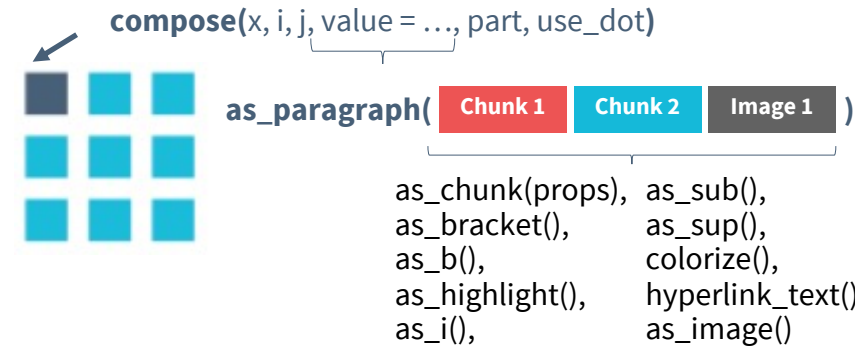 compose(x, i, j, value = …, part, use_dot)
as_paragraph( Chunk 1 Chunk 2 Image 1 )
as_chunk(props), as_sub(),
as_bracket(), as_sup(),
as_b(), colorize(),
as_highlight(), hyperlink_text()
as_i(), as_image()